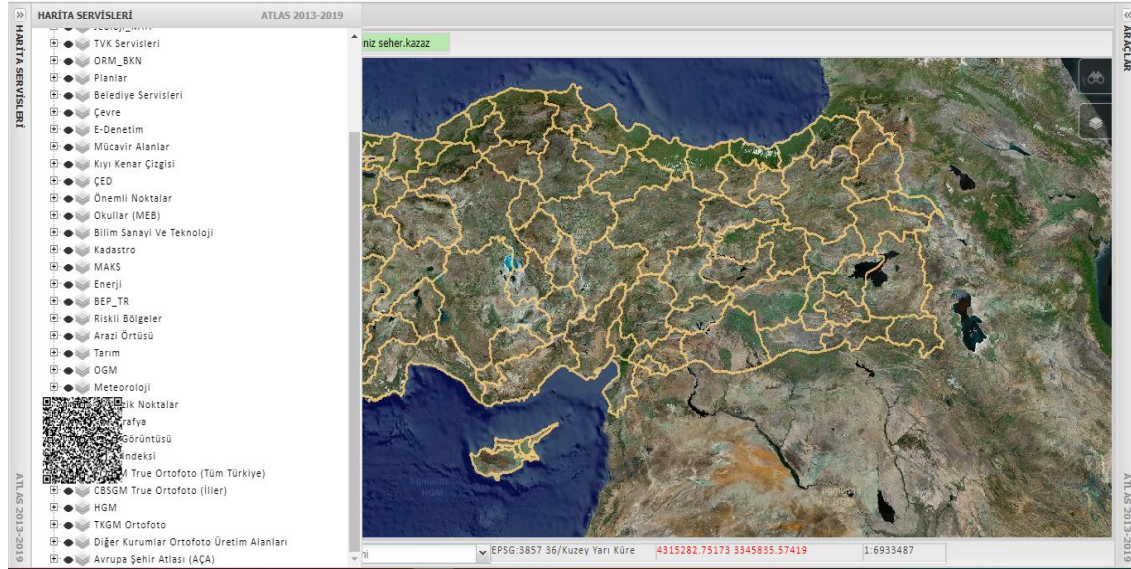 HARİTA SERVİSLERİ
ATLAS 2013-2019
HARİTA SERVİSLERİ ATLAS 2013-2019
TVK Servisleri
ORM_BKN
Planlar
Belediye Servisleri
Çevre
E-Denetim
Mücavir Alanlar
Kıyı Kenar Çizgisi
ÇED
Önemli Noktalar
Okullar (MEB)
Bilim Sanayi Ve Teknoloji
Kadastro
MAKS
Enerji
BEP_TR
Riskli Bölgeler
Arazi Örtüsü
Tarım
OGM
Meteoroloji
Noktalar
Görüntüsü
True Ortofoto (Tüm Türkiye)
CBSGM True Ortofoto (İller)
HGM
TKGM Ortofoto
Diğer Kurumlar Ortofoto Üretim Alanları
Avrupa Şehir Atlası (AÇA)
seher.kazaz
HGM
EPSG:3857 36/Kuzey Yarı Küre 4315282.75173 3345835.57419 1:6933487
ARAÇLAR
ATLAS 2013-2019